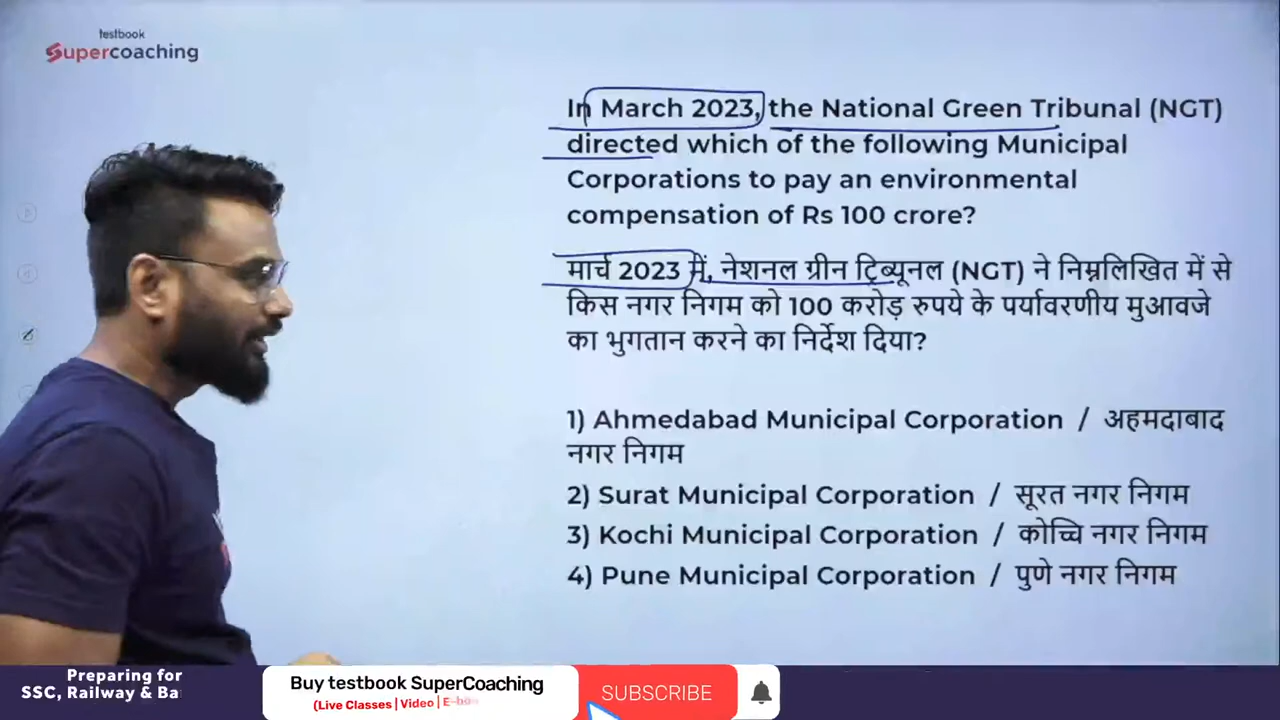 testbook
Supercoaching
In March 2023, the National Green Tribunal (NGT)
directed which of the following Municipal
Corporations to pay an environmental
compensation of Rs 100 crore?
मार्च 2023 में, नेशनल ग्रीन ट्रिब्यूनल (NGT) ने निम्नलिखित में से
किस नगर निगम को 100 करोड़ रुपये के पर्यावरणीय मुआवजे
का भुगतान करने का निर्देश दिया?
1) Ahmedabad Municipal Corporation / अहमदाबाद
नगर निगम
2) Surat Municipal Corporation / सूरत नगर निगम
3) Kochi Municipal Corporation / कोच्चि नगर निगम
4) Pune Municipal Corporation / पुणे नगर निगम
Preparing for
SSC, Railway & Ba
Buy testbook SuperCoaching
(Live Classes | Video |
SUBSCRIBE